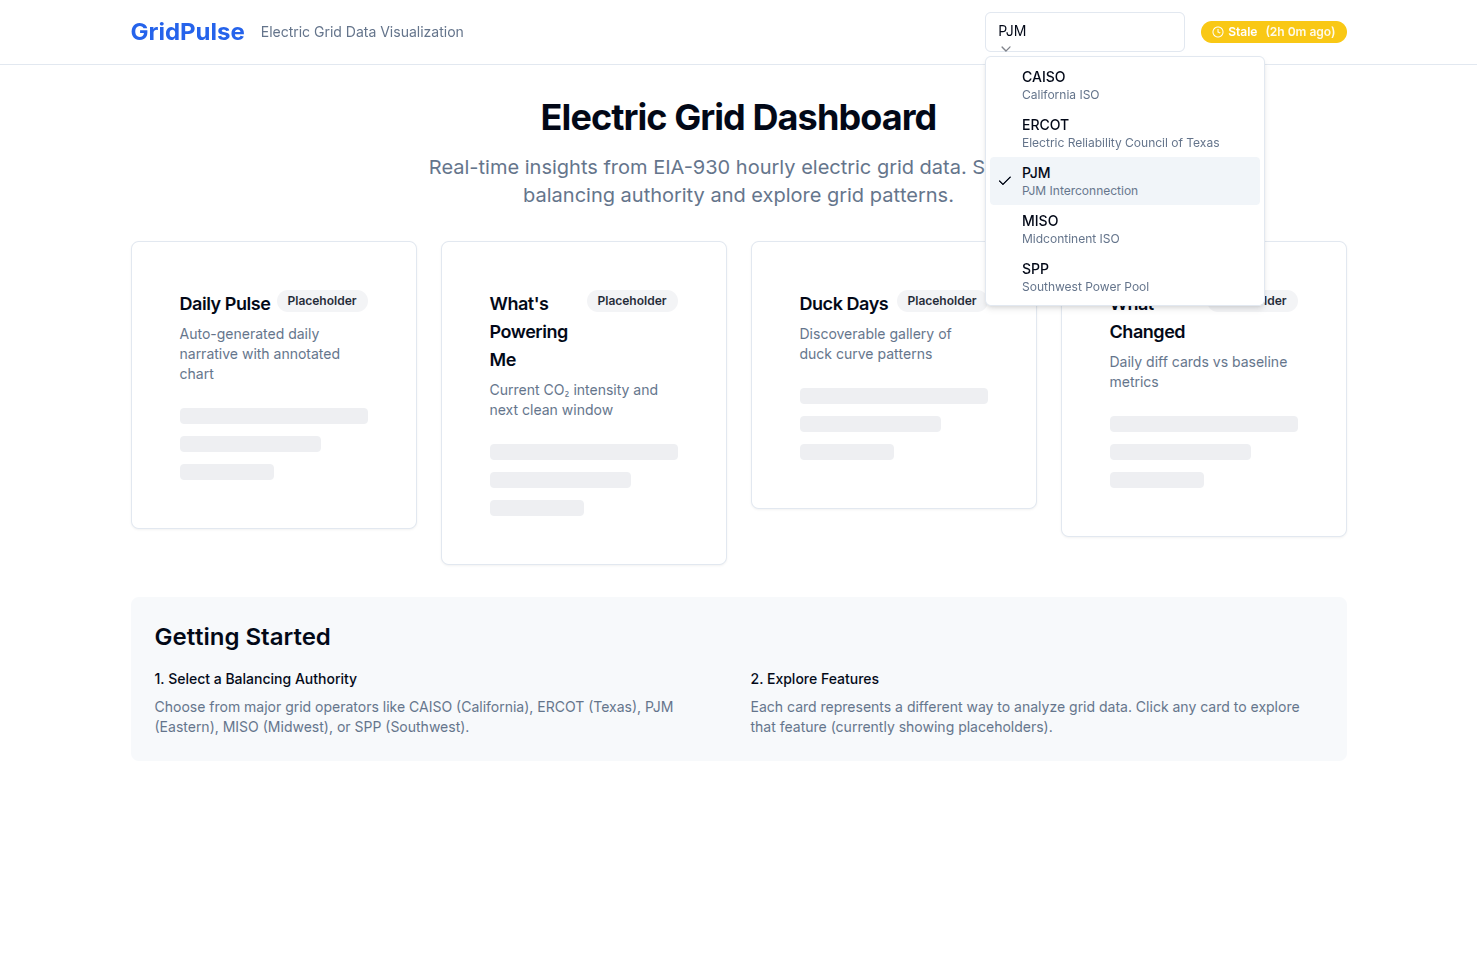 GridPulse
Electric Grid Data Visualization
PJM
Stale (2h 0m ago)
CAISO
California ISO
ERCOT
Electric Reliability Council of Texas
PJM
PJM Interconnection
MISO
Midcontinent ISO
SPP
Southwest Power Pool
Electric Grid Dashboard
Real-time insights from EIA-930 hourly electric grid data.
balancing authority and explore grid patterns.
Daily Pulse
Placeholder
Auto-generated daily
narrative with annotated
chart
What's
Powering
Me
Placeholder
Current CO₂ intensity and
next clean window
Duck Days
Placeholder
Discoverable gallery of
duck curve patterns
What
Changed
Daily diff cards vs baseline
metrics
Getting Started
1. Select a Balancing Authority
Choose from major grid operators like CAISO (California), ERCOT (Texas), PJM
(Eastern), MISO (Midwest), or SPP (Southwest).
2. Explore Features
Each card represents a different way to analyze grid data. Click any card to explore
that feature (currently showing placeholders).